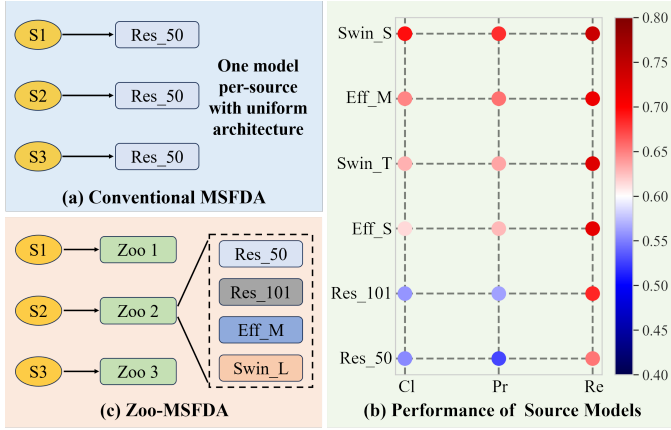 S1
Res_50
S2
Res_50
S3
Res_50
One model
per-source
with uniform
architecture
(a) Conventional MSFDA
S1
Zoo 1
S2
Zoo 2
S3
Zoo 3
Res_50
Res_101
Eff_M
Swin_L
(c) Zoo-MSFDA
Swin_S
Eff_M
Swin_T
Eff_S
Res_101
Res_50
Cl
Pr
Re
0.80
0.75
0.70
0.65
0.60
0.55
0.50
0.45
0.40
(b) Performance of Source Models